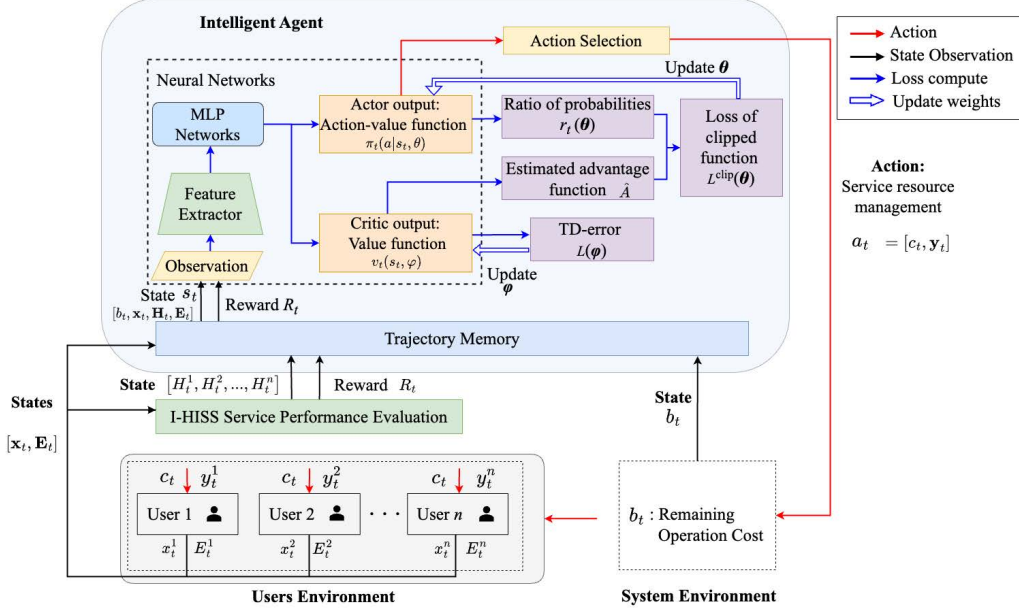 Intelligent Agent
Action Selection
Action
State Observation
Loss compute
Update weights
Neural Networks
Update θ
MLP
Networks
Actor output:
Action-value function
π_t(a|s_t, θ)
Ratio of probabilities
r_t(θ)
Loss of
clipped
function
L^clip(θ)
Estimated advantage
function Â
Feature
Extractor
Critic output:
Value function
v_t(s_t, φ)
TD-error
L(φ)
Update
φ
Observation
Action:
Service resource
management
a_t = [c_t, y_t]
State s_t
[b_t, x_t, H_t, E_t]
Reward R_t
Trajectory Memory
State [H_t^1, H_t^2, ..., H_t^n]
Reward R_t
States
[x_t, E_t]
I-HISS Service Performance Evaluation
State
b_t
c_t y_t^1
c_t y_t^2
c_t y_t^n
User 1
User 2
· · ·
User n
x_t^1 E_t^1
x_t^2 E_t^2
x_t^n E_t^n
b_t : Remaining
Operation Cost
Users Environment
System Environment